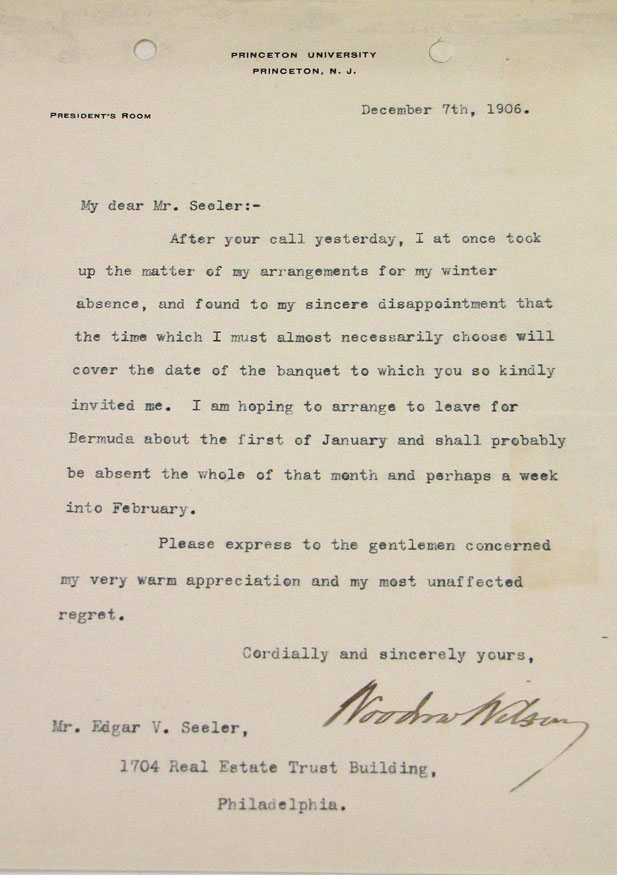 PRINCETON UNIVERSITY
PRINCETON, N. J.
PRESIDENT'S ROOM
December 7th, 1906.
My dear Mr. Seeler:-
After your call yesterday, I at once took
up the matter of my arrangements for my winter
absence, and found to my sincere disappointment that
the time which I must almost necessarily choose will
cover the date of the banquet to which you so kindly
invited me. I am hoping to arrange to leave for
Bermuda about the first of January and shall probably
be absent the whole of that month and perhaps a week
into February.
Please express to the gentlemen concerned
my very warm appreciation and my most unaffected
regret.
Cordially and sincerely yours,
Woodrow Wilson
Mr. Edgar V. Seeler,
1704 Real Estate Trust Building,
Philadelphia.